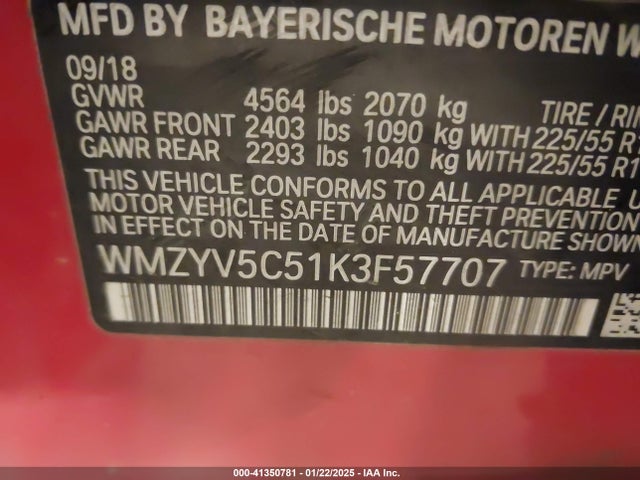 MFD BY BAYERISCHE MOTOREN W
09/18
GVWR 4564 lbs 2070 kg TIRE / RIN
GAWR FRONT 2403 lbs 1090 kg WITH 225/55 R1
GAWR REAR 2293 lbs 1040 kg WITH 225/55 R1
THIS VEHICLE CONFORMS TO ALL APPLICABLE U
MOTOR VEHICLE SAFETY AND THEFT PREVENTION
IN EFFECT ON THE DATE OF MANUFACTURE SHOWN
WMZYV5C51K3F57707 TYPE: MPV
000-41350781 - 01/22/2025 - IAA Inc.